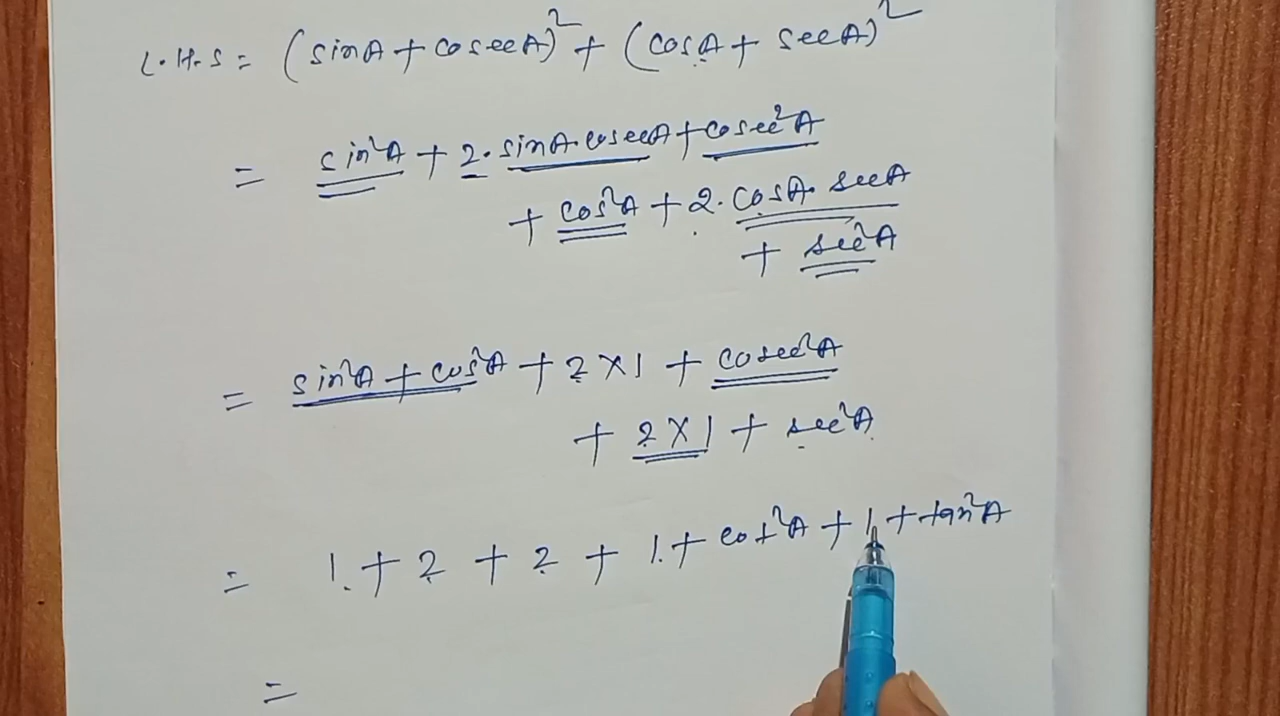 L.H.S = (sinA + cosecA)² + (cosA + secA)²
= sin²A + 2·sinA·cosecA + cosec²A
+ cos²A + 2·cosA·secA
+ sec²A
= sin²A + cos²A + 2×1 + cosec²A
+ 2×1 + sec²A
= 1 + 2 + 2 + 1 + cot²A + 1 + tan²A
=